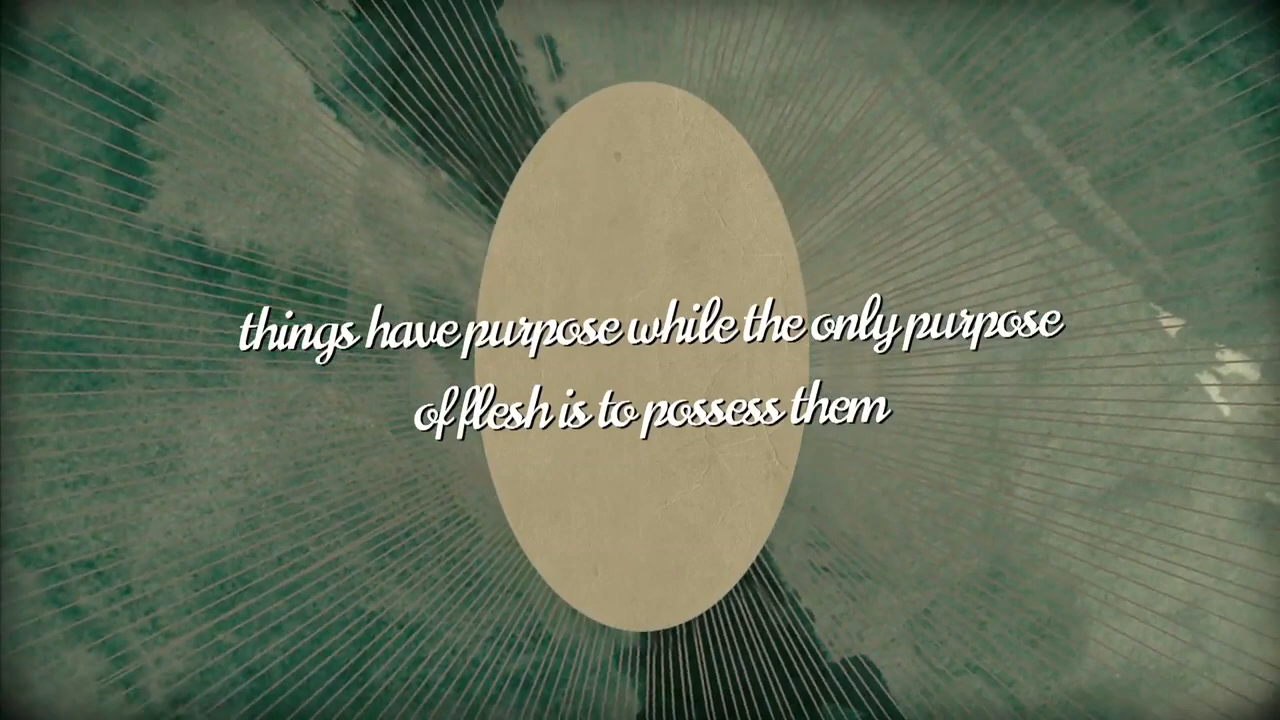 things have purpose while the only purpose
of flesh is to possess them